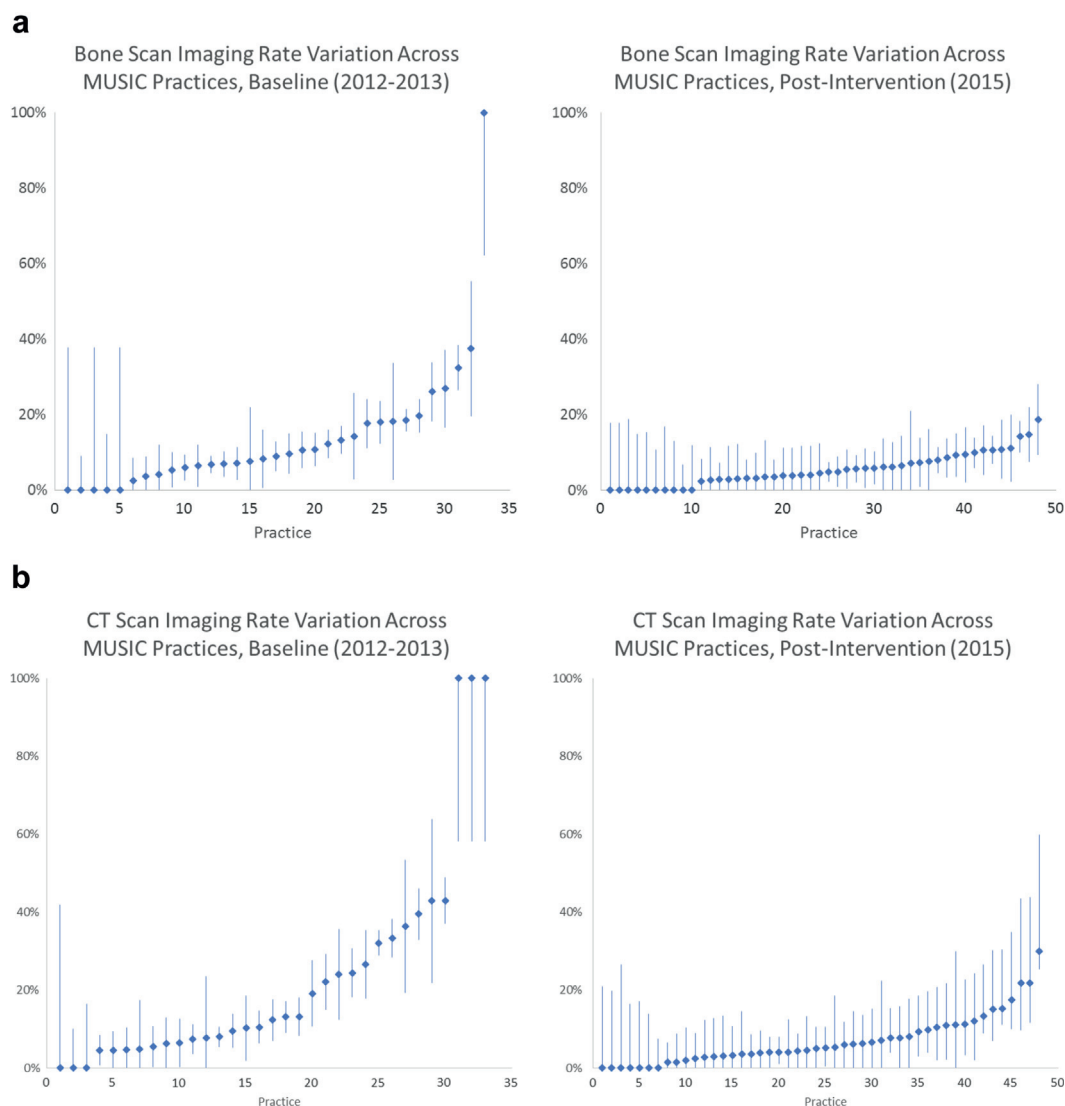 a
Bone Scan Imaging Rate Variation Across
MUSIC Practices, Baseline (2012-2013)
100%
80%
60%
40%
20%
0%
0 5 10 15 20 25 30 35
Practice
Bone Scan Imaging Rate Variation Across
MUSIC Practices, Post-Intervention (2015)
100%
80%
60%
40%
20%
0%
0 10 20 30 40 50
Practice
b
CT Scan Imaging Rate Variation Across
MUSIC Practices, Baseline (2012-2013)
100%
80%
60%
40%
20%
0%
0 5 10 15 20 25 30 35
Practice
CT Scan Imaging Rate Variation Across
MUSIC Practices, Post-Intervention (2015)
100%
80%
60%
40%
20%
0%
0 5 10 15 20 25 30 35 40 45 50
Practice